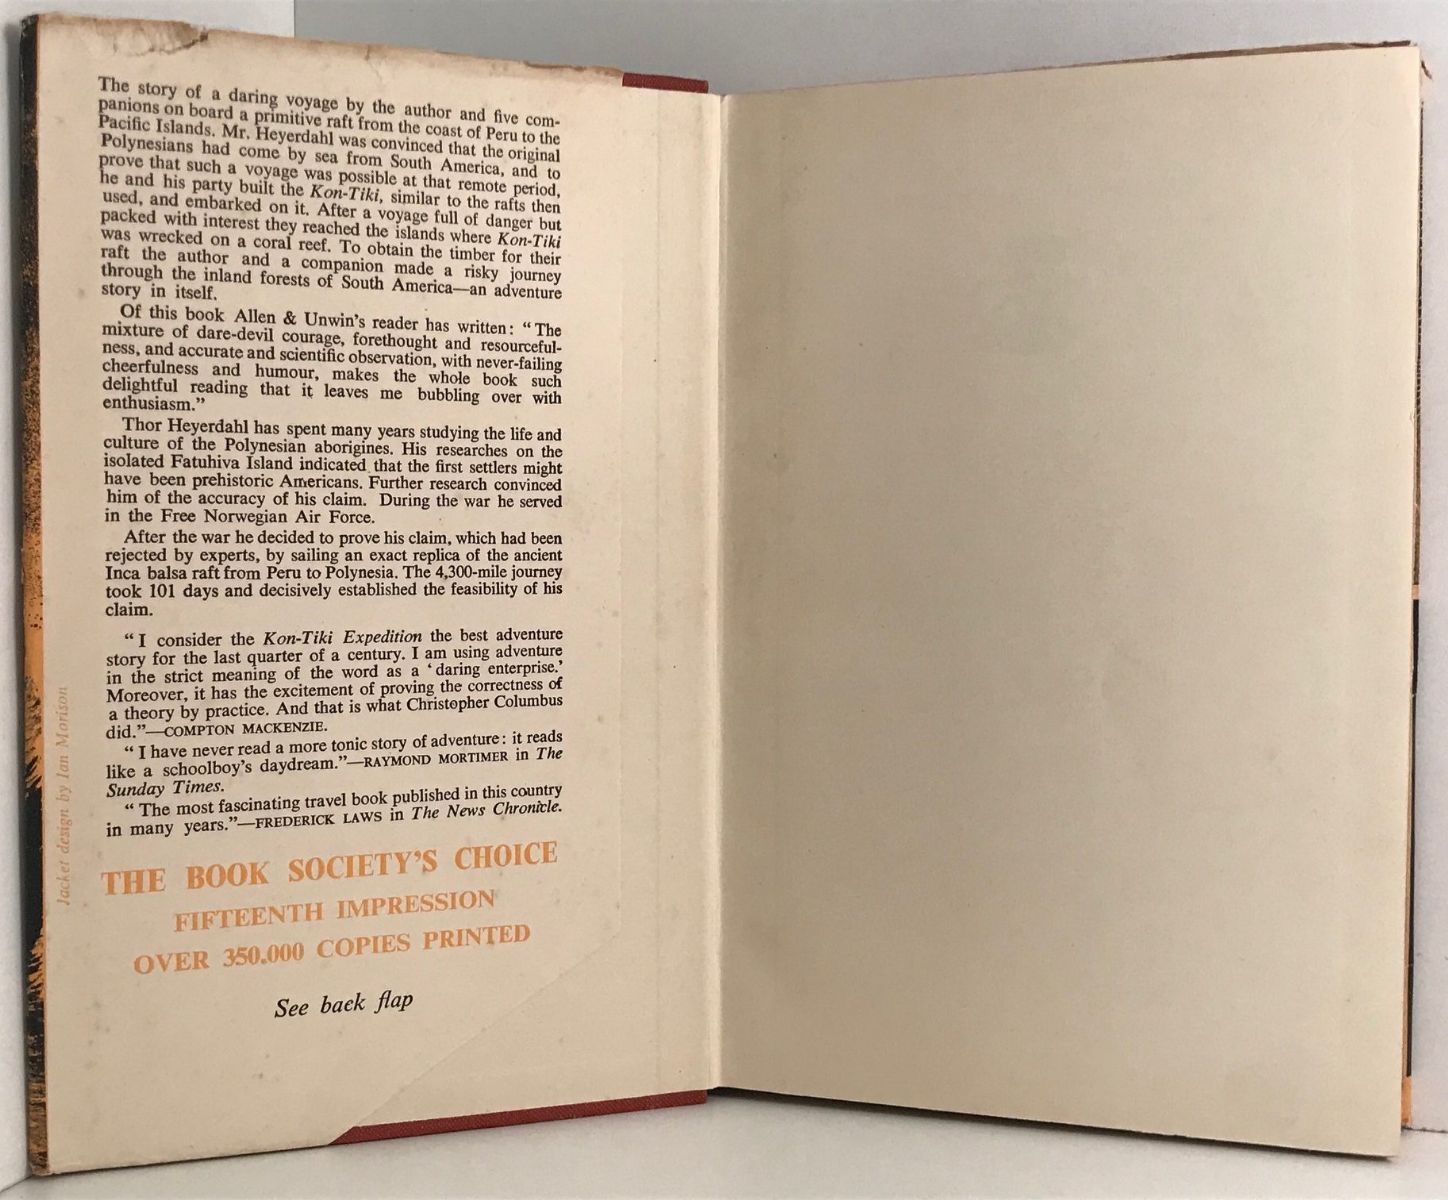 The story of a daring voyage by the author and five com-
panions on board a primitive raft from the coast of Peru to the
Pacific Islands. Mr. Heyerdahl was convinced that the original
Polynesians had come by sea from South America, and to
prove that such a voyage was possible at that remote period,
he and his party built the Kon-Tiki, similar to the rafts then
used, and embarked on it. After a voyage full of danger but
packed with interest they reached the islands where Kon-Tiki
was wrecked on a coral reef. To obtain the timber for their
raft the author and a companion made a risky journey
through the inland forests of South America—an adventure
story in itself.
Of this book Allen & Unwin's reader has written: “The
mixture of dare-devil courage, forethought and resourceful-
ness, and accurate and scientific observation, with never-failing
cheerfulness and humour, makes the whole book such
delightful reading that it leaves me bubbling over with
enthusiasm.”
Thor Heyerdahl has spent many years studying the life and
culture of the Polynesian aborigines. His researches on the
isolated Fatuhiva Island indicated that the first settlers might
have been prehistoric Americans. Further research convinced
him of the accuracy of his claim. During the war he served
in the Free Norwegian Air Force.
After the war he decided to prove his claim, which had been
rejected by experts, by sailing an exact replica of the ancient
Inca balsa raft from Peru to Polynesia. The 4,300-mile journey
took 101 days and decisively established the feasibility of his
claim.
“I consider the Kon-Tiki Expedition the best adventure
story for the last quarter of a century. I am using adventure
in the strict meaning of the word as a ‘daring enterprise.’
Moreover, it has the excitement of proving the correctness of
a theory by practice. And that is what Christopher Columbus
did.”—COMPTON MACKENZIE.
“I have never read a more tonic story of adventure: it reads
like a schoolboy's daydream.”—RAYMOND MORTIMER in The
Sunday Times.
“The most fascinating travel book published in this country
in many years.”—FREDERICK LAWS in The News Chronicle.
THE BOOK SOCIETY'S CHOICE
FIFTEENTH IMPRESSION
OVER 350,000 COPIES PRINTED
See back flap
Jacket design by Ian Morison